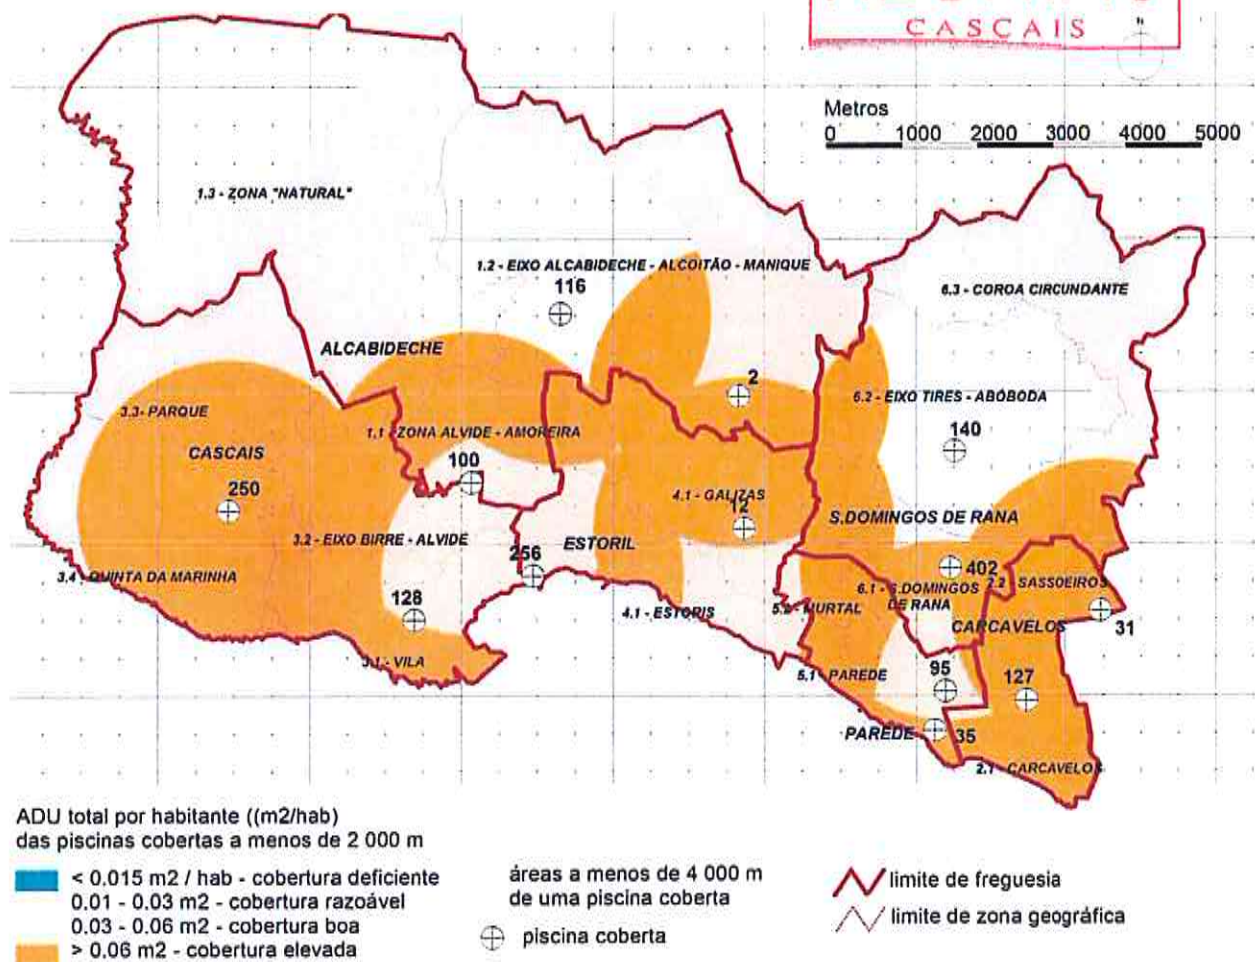 CASCAIS
Metros
0 1000 2000 3000 4000 5000
1.3 - ZONA "NATURAL"
1.2 - EIXO ALCABIDECHE - ALCOITÃO - MANIQUE
116
6.3 - COROA CIRCUNDANTE
ALCABIDECHE
2
6.2 - EIXO TIRES - ABÓBODA
3.3 - PARQUE
1.1 - ZONA ALVIDE - AMOREIRA
140
CASCAIS
100
250
4.1 - GALIZAS
12
S.DOMINGOS DE RANA
3.2 - EIXO BIRRE - ALVIDE
ESTORIL
256
402
3.4 - QUINTA DA MARINHA
2.2 SASSOEIROS
6.1 - S.DOMINGOS
DE RANA
128
4.1 - ESTORIS
5.2 - MURTAL
CARCAVELOS
31
3.1 - VILA
95
127
5.1 - PAREDE
PAREDE
35
2.1 - CARCAVELOS
ADU total por habitante ((m2/hab)
das piscinas cobertas a menos de 2 000 m
< 0.015 m2 / hab - cobertura deficiente
0.01 - 0.03 m2 - cobertura razoável
0.03 - 0.06 m2 - cobertura boa
> 0.06 m2 - cobertura elevada
áreas a menos de 4 000 m
de uma piscina coberta
piscina coberta
limite de freguesia
limite de zona geográfica